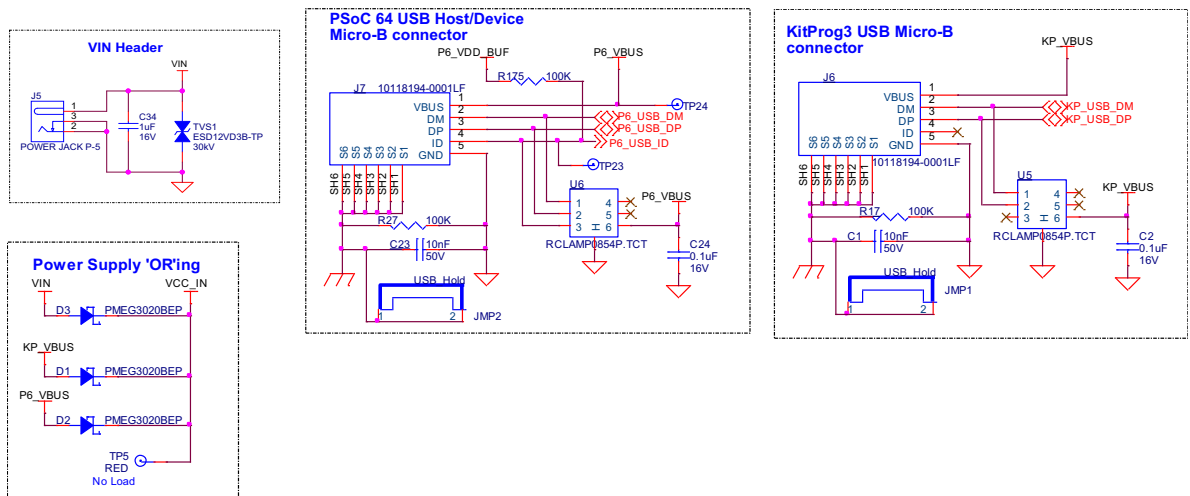 VIN Header
VIN
J5
1
3
2
POWER JACK P-5
C34
1uF
16V
TVS1
ESD12VD3B-TP
30kV
Power Supply 'OR'ing
VIN
VCC_IN
D3
PMEG3020BEP
KP_VBUS
D1
PMEG3020BEP
P6_VBUS
D2
PMEG3020BEP
TP5
RED
No Load
PSoC 64 USB Host/Device
Micro-B connector
P6_VDD_BUF
P6_VBUS
R175
100K
J7
10118194-0001LF
VBUS
DM
DP
ID
GND
1
2
3
4
5
TP24
P6_USB_DM
P6_USB_DP
P6_USB_ID
TP23
S6
S5
S4
S3
S2
S1
SH6
SH5
SH4
SH3
SH2
SH1
U6
1
2
3
4
5
6
H
RCLAMP0854P.TCT
P6_VBUS
R27
100K
C23
10nF
50V
C24
0.1uF
16V
USB_Hold
1
2
JMP2
KitProg3 USB Micro-B
connector
KP_VBUS
J6
VBUS
DM
DP
ID
GND
1
2
3
4
5
KP_USB_DM
KP_USB_DP
10118194-0001LF
S6
S5
S4
S3
S2
S1
SH6
SH5
SH4
SH3
SH2
SH1
U5
1
2
3
4
5
6
H
RCLAMP0854P.TCT
KP_VBUS
R17
100K
C1
10nF
50V
C2
0.1uF
16V
USB_Hold
1
2
JMP1